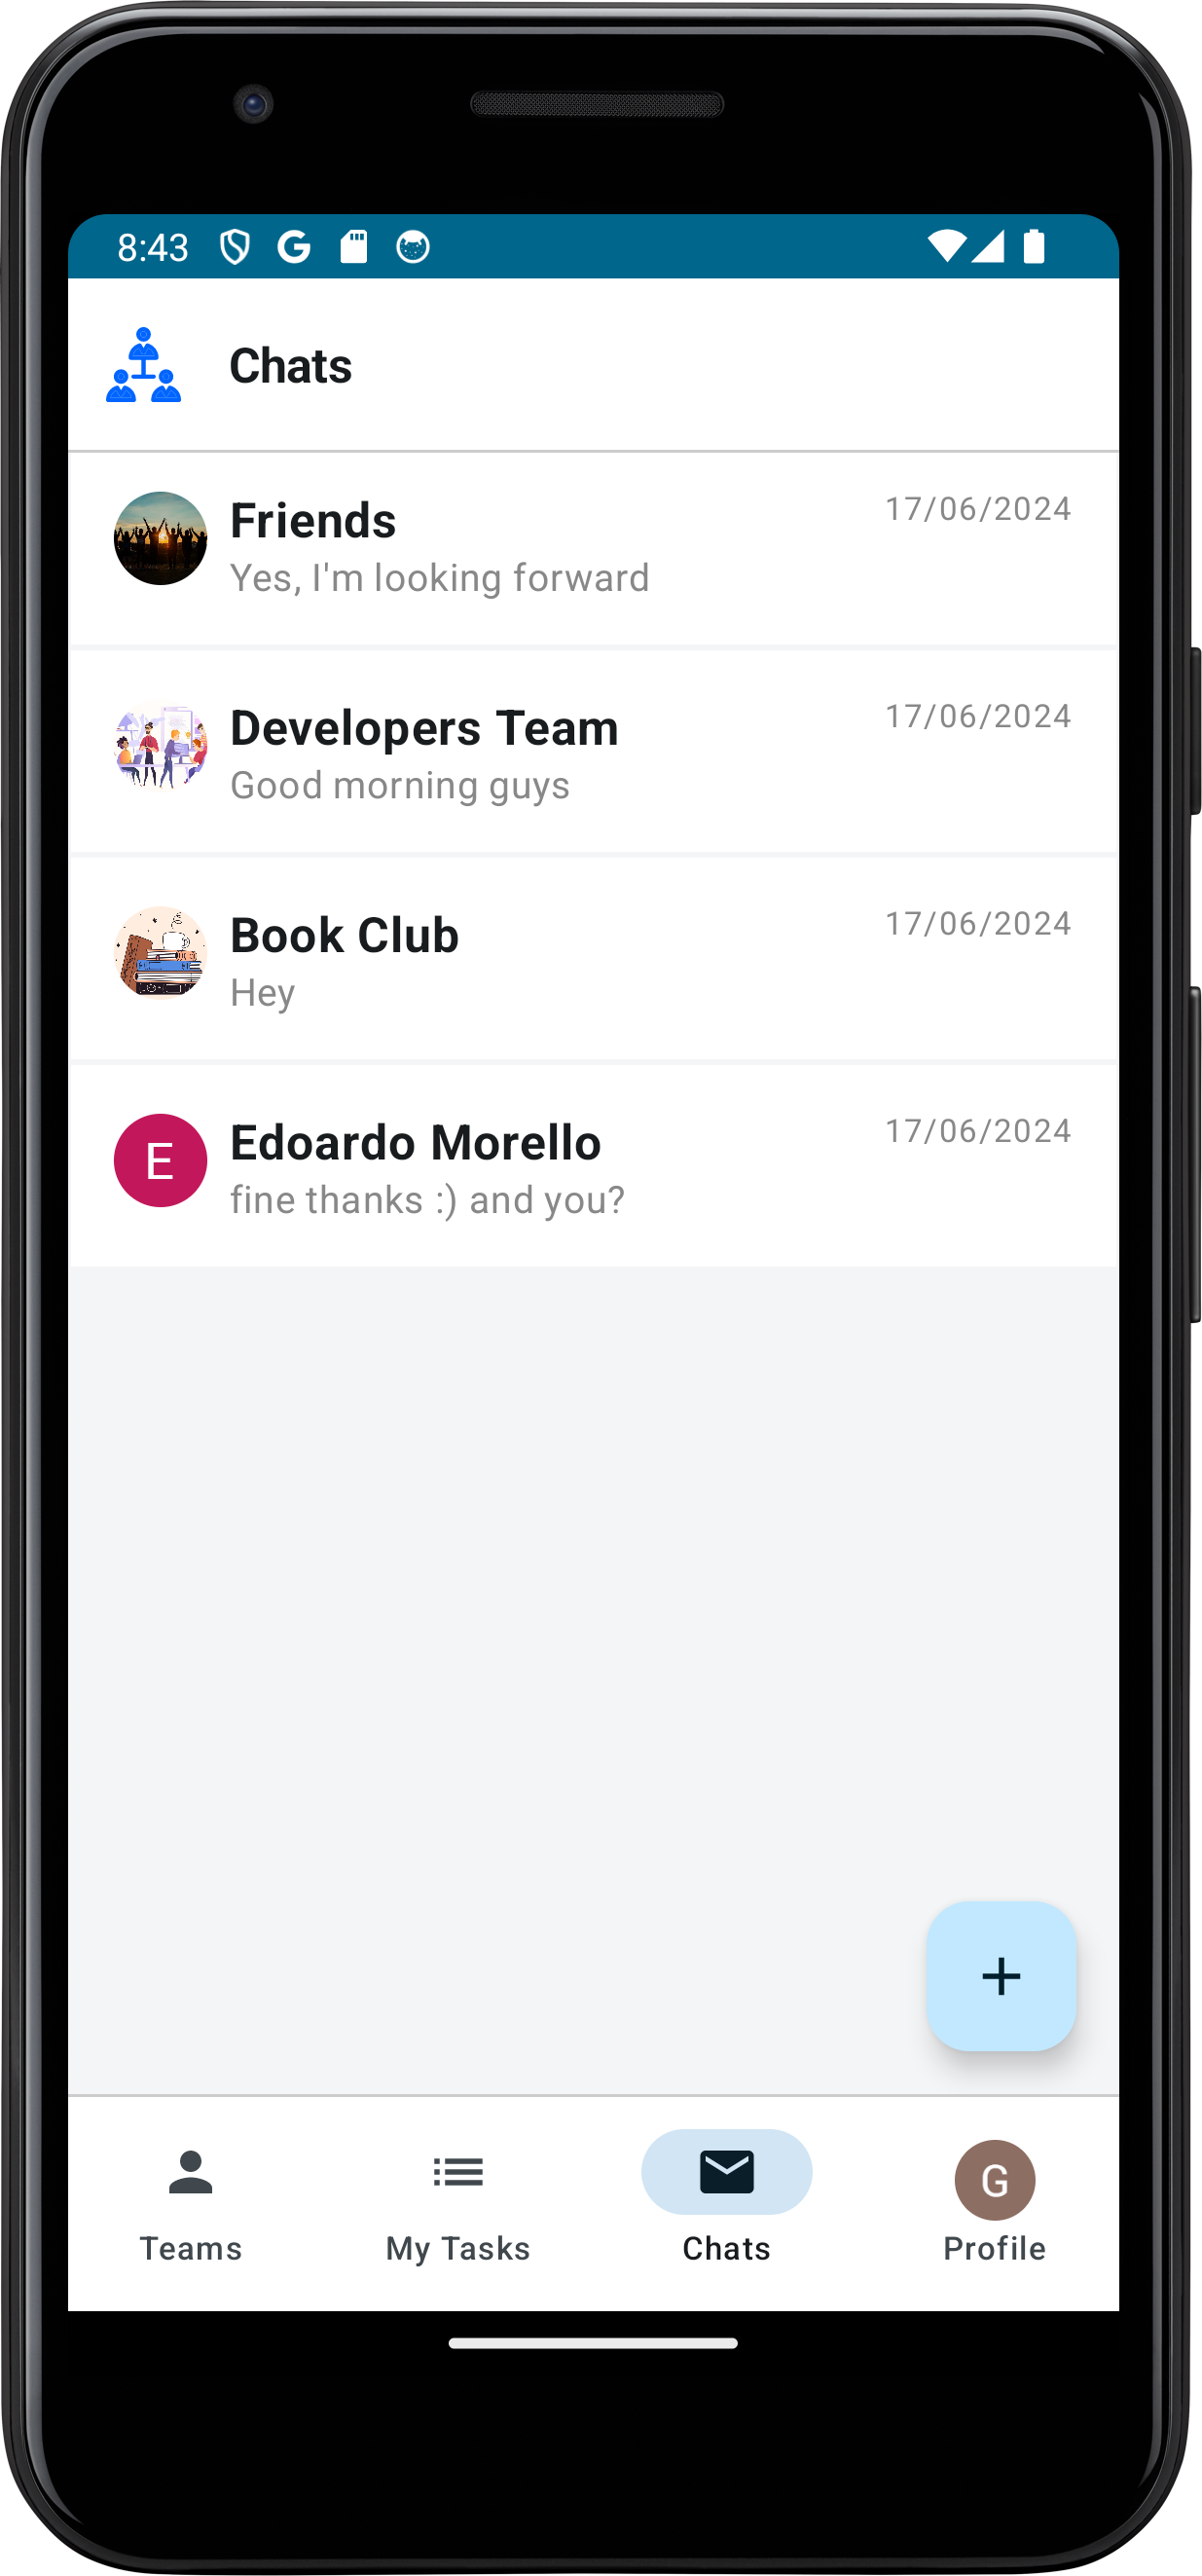 8:43
Chats
Friends
17/06/2024
Yes, I'm looking forward
Developers Team
17/06/2024
Good morning guys
Book Club
17/06/2024
Hey
E
Edoardo Morello
17/06/2024
fine thanks :) and you?
+
G
Teams
My Tasks
Chats
Profile